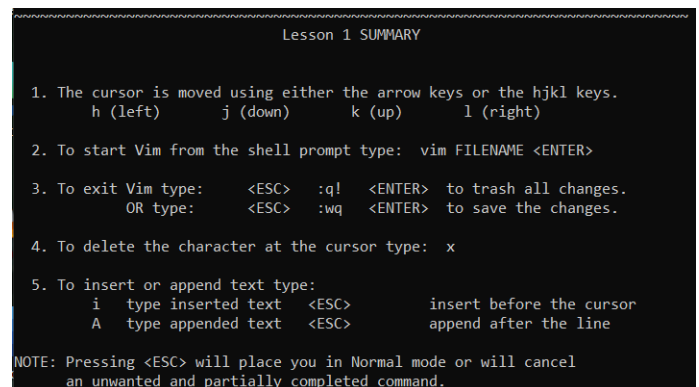 ~~~~~~~~~~~~~~~~~~~~~~~~~~~~~~~~~~~~~~~~~~~~~~~~~~~~~~~~~~~~~~~~~~~~~~~~~~~~~~
Lesson 1 SUMMARY
1. The cursor is moved using either the arrow keys or the hjkl keys.
h (left) j (down) k (up) l (right)
2. To start Vim from the shell prompt type: vim FILENAME <ENTER>
3. To exit Vim type: <ESC> :q! <ENTER> to trash all changes.
OR type: <ESC> :wq <ENTER> to save the changes.
4. To delete the character at the cursor type: x
5. To insert or append text type:
i type inserted text <ESC> insert before the cursor
A type appended text <ESC> append after the line
NOTE: Pressing <ESC> will place you in Normal mode or will cancel
an unwanted and partially completed command.